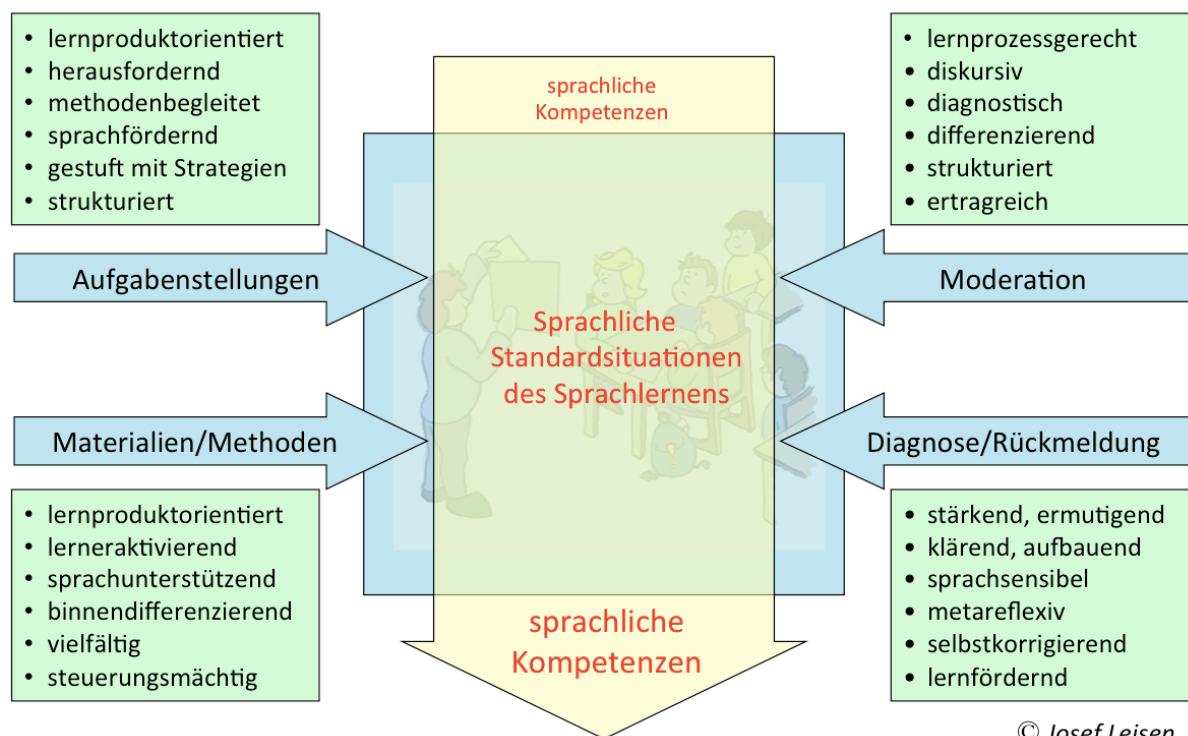 • lernproduktorientiert
• herausfordernd
• methodenbegleitet
• sprachfördernd
• gestuft mit Strategien
• strukturiert
Aufgabenstellungen
Materialien/Methoden
• lernproduktorientiert
• lerneraktivierend
• sprachunterstützend
• binnendifferenzierend
• vielfältig
• steuerungsmächtig
sprachliche
Kompetenzen
Sprachliche
Standardsituationen
des Sprachlernens
sprachliche
Kompetenzen
• lernprozessgerecht
• diskursiv
• diagnostisch
• differenzierend
• strukturiert
• ertragreich
Moderation
Diagnose/Rückmeldung
• stärkend, ermutigend
• klärend, aufbauend
• sprachsensibel
• metareflexiv
• selbstkorrigierend
• lernfördernd
© Josef Leisen